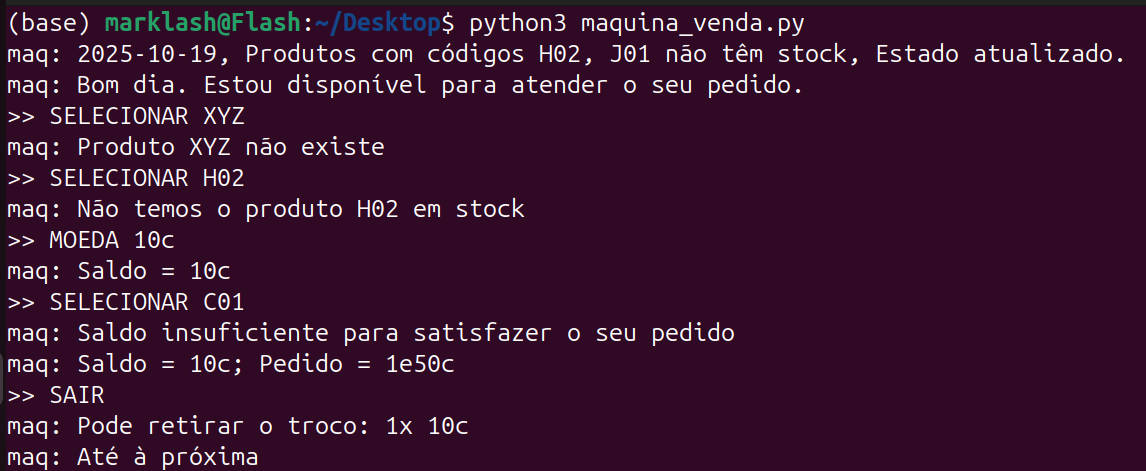 (base) marklash@Flash:~/Desktop$ python3 maquina_venda.py
maq: 2025-10-19, Produtos com códigos H02, J01 não têm stock, Estado atualizado.
maq: Bom dia. Estou disponível para atender o seu pedido.
>> SELECIONAR XYZ
maq: Produto XYZ não existe
>> SELECIONAR H02
maq: Não temos o produto H02 em stock
>> MOEDA 10c
maq: Saldo = 10c
>> SELECIONAR C01
maq: Saldo insuficiente para satisfazer o seu pedido
maq: Saldo = 10c; Pedido = 1e50c
>> SAIR
maq: Pode retirar o troco: 1x 10c
maq: Até à próxima